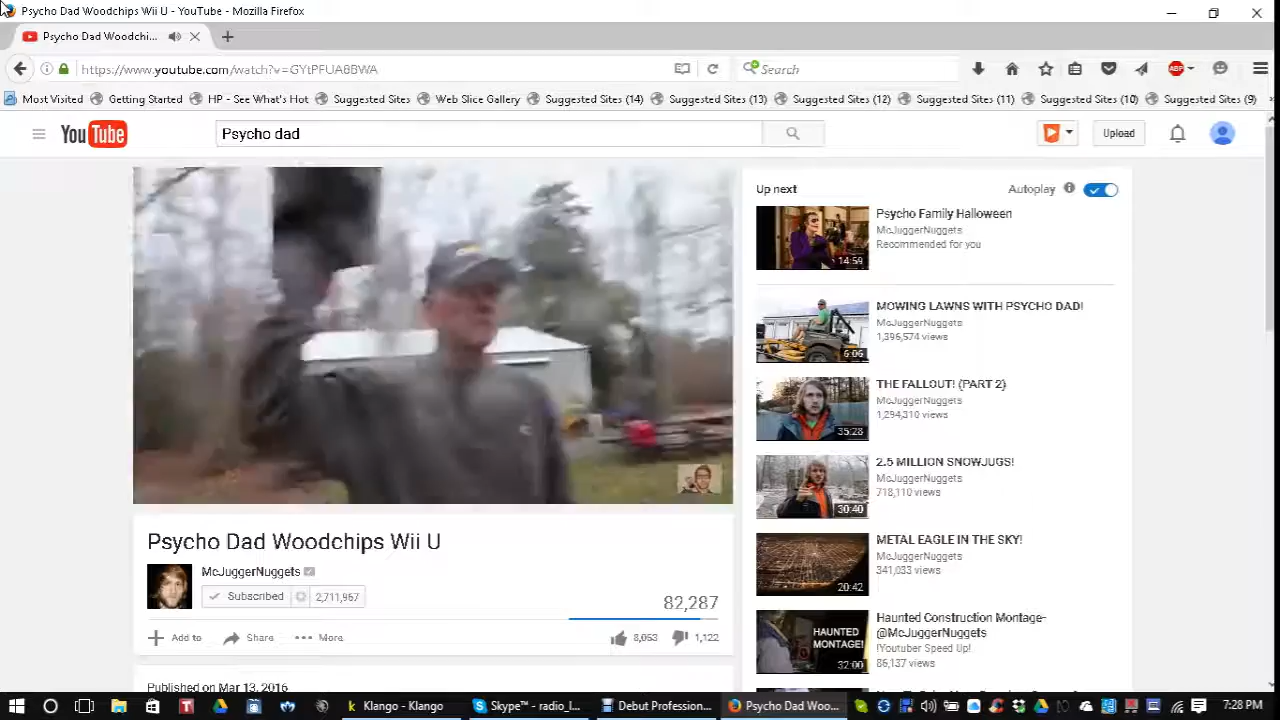 Psycho Dad Woodchips Wii U - YouTube - Mozilla Firefox
Psycho Dad Woodchi...
https://www.youtube.com/watch?v=GYtPFUA8BWA
Search
ABP
Most Visited Getting Started HP - See What's Hot Suggested Sites Web Slice Gallery Suggested Sites (14) Suggested Sites (13) Suggested Sites (12) Suggested Sites (11) Suggested Sites (10) Suggested Sites (9)
YouTube
Psycho dad
Upload
Up next
Autoplay
Psycho Family Halloween
McJuggerNuggets
Recommended for you
14:59
MOWING LAWNS WITH PSYCHO DAD!
McJuggerNuggets
1,396,574 views
6:06
THE FALLOUT! (PART 2)
McJuggerNuggets
1,294,310 views
35:28
2.5 MILLION SNOWJUGS!
McJuggerNuggets
718,110 views
30:40
METAL EAGLE IN THE SKY!
McJuggerNuggets
341,033 views
20:42
Haunted Construction Montage-
@McJuggerNuggets
!Youtuber Speed Up!
86,137 views
HAUNTED
MONTAGE!
32:00
Psycho Dad Woodchips Wii U
McJuggerNuggets
Subscribed 2,711,967
82,287
Add to Share More 8,053 1,122
Published on Mar 13, 2016
Klango - Klango
Skype™ - radio_l...
Debut Profession...
Psycho Dad Woo...
7:28 PM